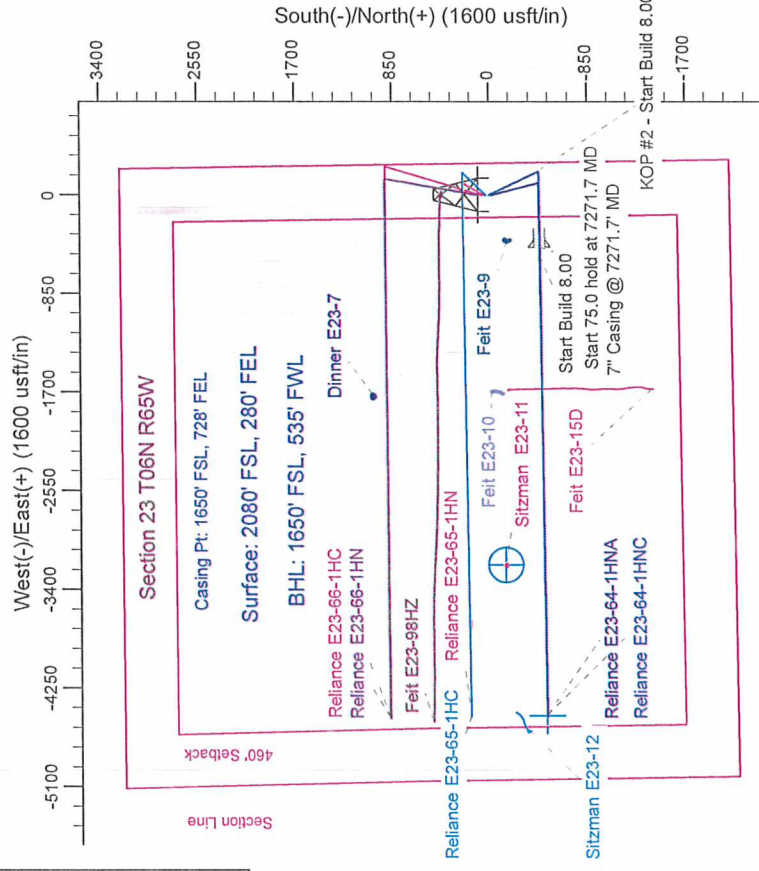 South(-)/North(+) (1600 usft/in)
3400
2550
1700
850
0
-850
-1700
West(-)/East(+) (1600 usft/in)
0
-850
-1700
-2550
-3400
-4250
-5100
KOP #2 - Start Build 8.00
Section 23 T06N R65W
Casing Pt: 1650' FSL, 728' FEL
Surface: 2080' FSL, 280' FEL
BHL: 1650' FSL, 535' FWL
Dinner E23-7
Feit E23-9
Start Build 8.00
Start 75.0 hold at 7271.7 MD
7" Casing @ 7271.7' MD
Feit E23-10
Sitzman E23-11
Feit E23-15D
Reliance E23-66-1HC
Reliance E23-66-1HN
Feit E23-98HZ
Reliance E23-65-1HN
Reliance E23-65-1HC
Reliance E23-64-1HNA
Reliance E23-64-1HNC
Sitzman E23-12
460' Setback
Section Line